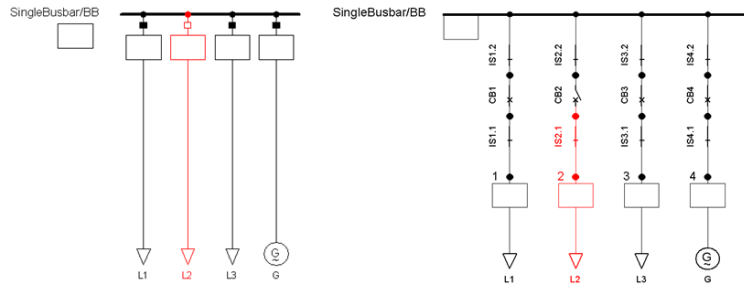 SingleBusbar/BB
L1
L2
L3
G
~
G
SingleBusbar/BB
IS1.2
IS2.2
IS3.2
IS4.2
CB1
CB2
CB3
CB4
IS1.1
IS2.1
IS3.1
IS4.1
1
2
3
4
G
~
L1
L2
L3
G